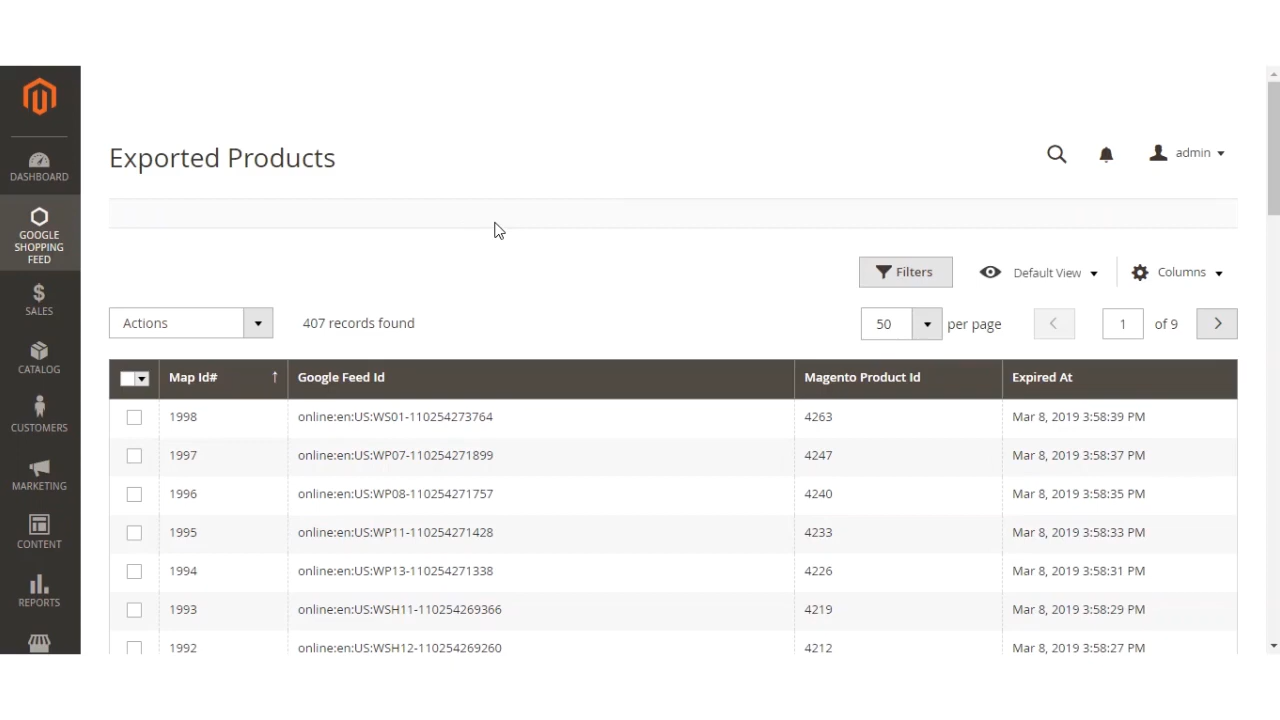 Exported Products
admin
DASHBOARD
GOOGLE
SHOPPING
FEED
SALES
CATALOG
CUSTOMERS
MARKETING
CONTENT
REPORTS
Filters
Default View
Columns
Actions
407 records found
50
per page
1
of 9
Map Id# Google Feed Id Magento Product Id Expired At
1998 online:en:US:WS01-110254273764 4263 Mar 8, 2019 3:58:39 PM
1997 online:en:US:WP07-110254271899 4247 Mar 8, 2019 3:58:37 PM
1996 online:en:US:WP08-110254271757 4240 Mar 8, 2019 3:58:35 PM
1995 online:en:US:WP11-110254271428 4233 Mar 8, 2019 3:58:33 PM
1994 online:en:US:WP13-110254271338 4226 Mar 8, 2019 3:58:31 PM
1993 online:en:US:WSH11-110254269366 4219 Mar 8, 2019 3:58:29 PM
1992 online:en:US:WSH12-110254269260 4212 Mar 8, 2019 3:58:27 PM